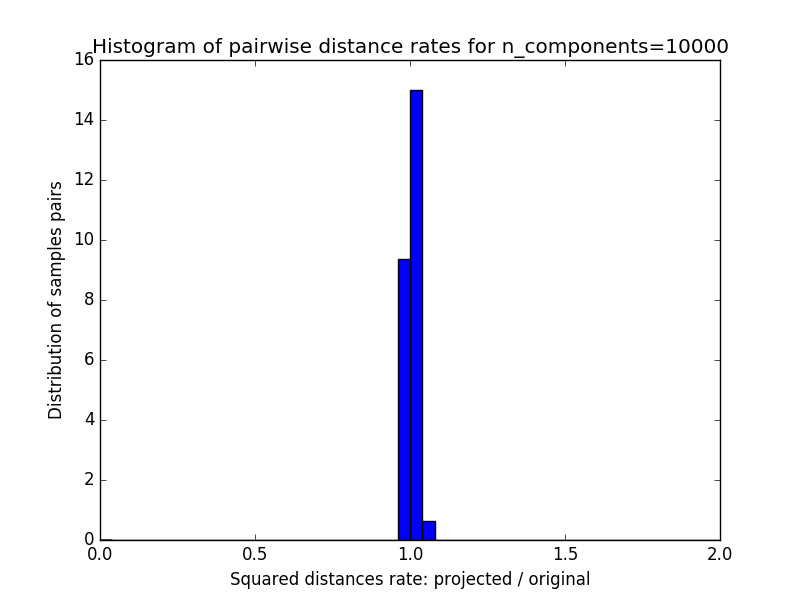 Histogram of pairwise distance rates for n_components=10000
16
14
12
10
8
6
4
2
0
Distribution of samples pairs
0.0 0.5 1.0 1.5 2.0
Squared distances rate: projected / original